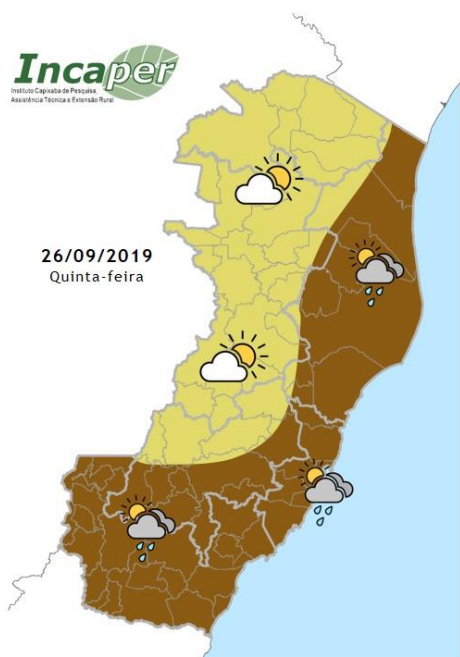 Incaper
Instituto Capixaba de Pesquisa,
Assistência Técnica e Extensão Rural
26/09/2019
Quinta-feira